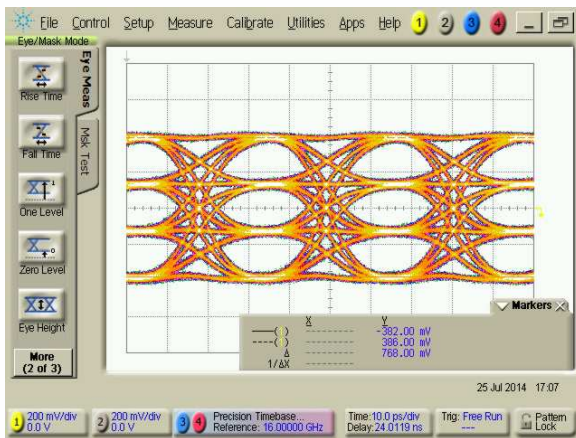 File Control Setup Measure Calibrate Utilities Apps Help 1 2 3 4
Eye/Mask Mode
Eye Meas
Msk Test
Rise Time
Fall Time
One Level
Zero Level
Eye Height
More
(2 of 3)
Markers
X Y
—(1) --------- -382.00 mV
----(1) --------- 386.00 mV
Δ --------- 768.00 mV
1/ΔX ---------
25 Jul 2014 17:07
1 200 mV/div
0.0 V
2 200 mV/div
0.0 V
3 4 Precision Timebase...
Reference: 16.00000 GHz
Time:10.0 ps/div
Delay:24.0119 ns
Trig: Free Run
---
Pattern
Lock